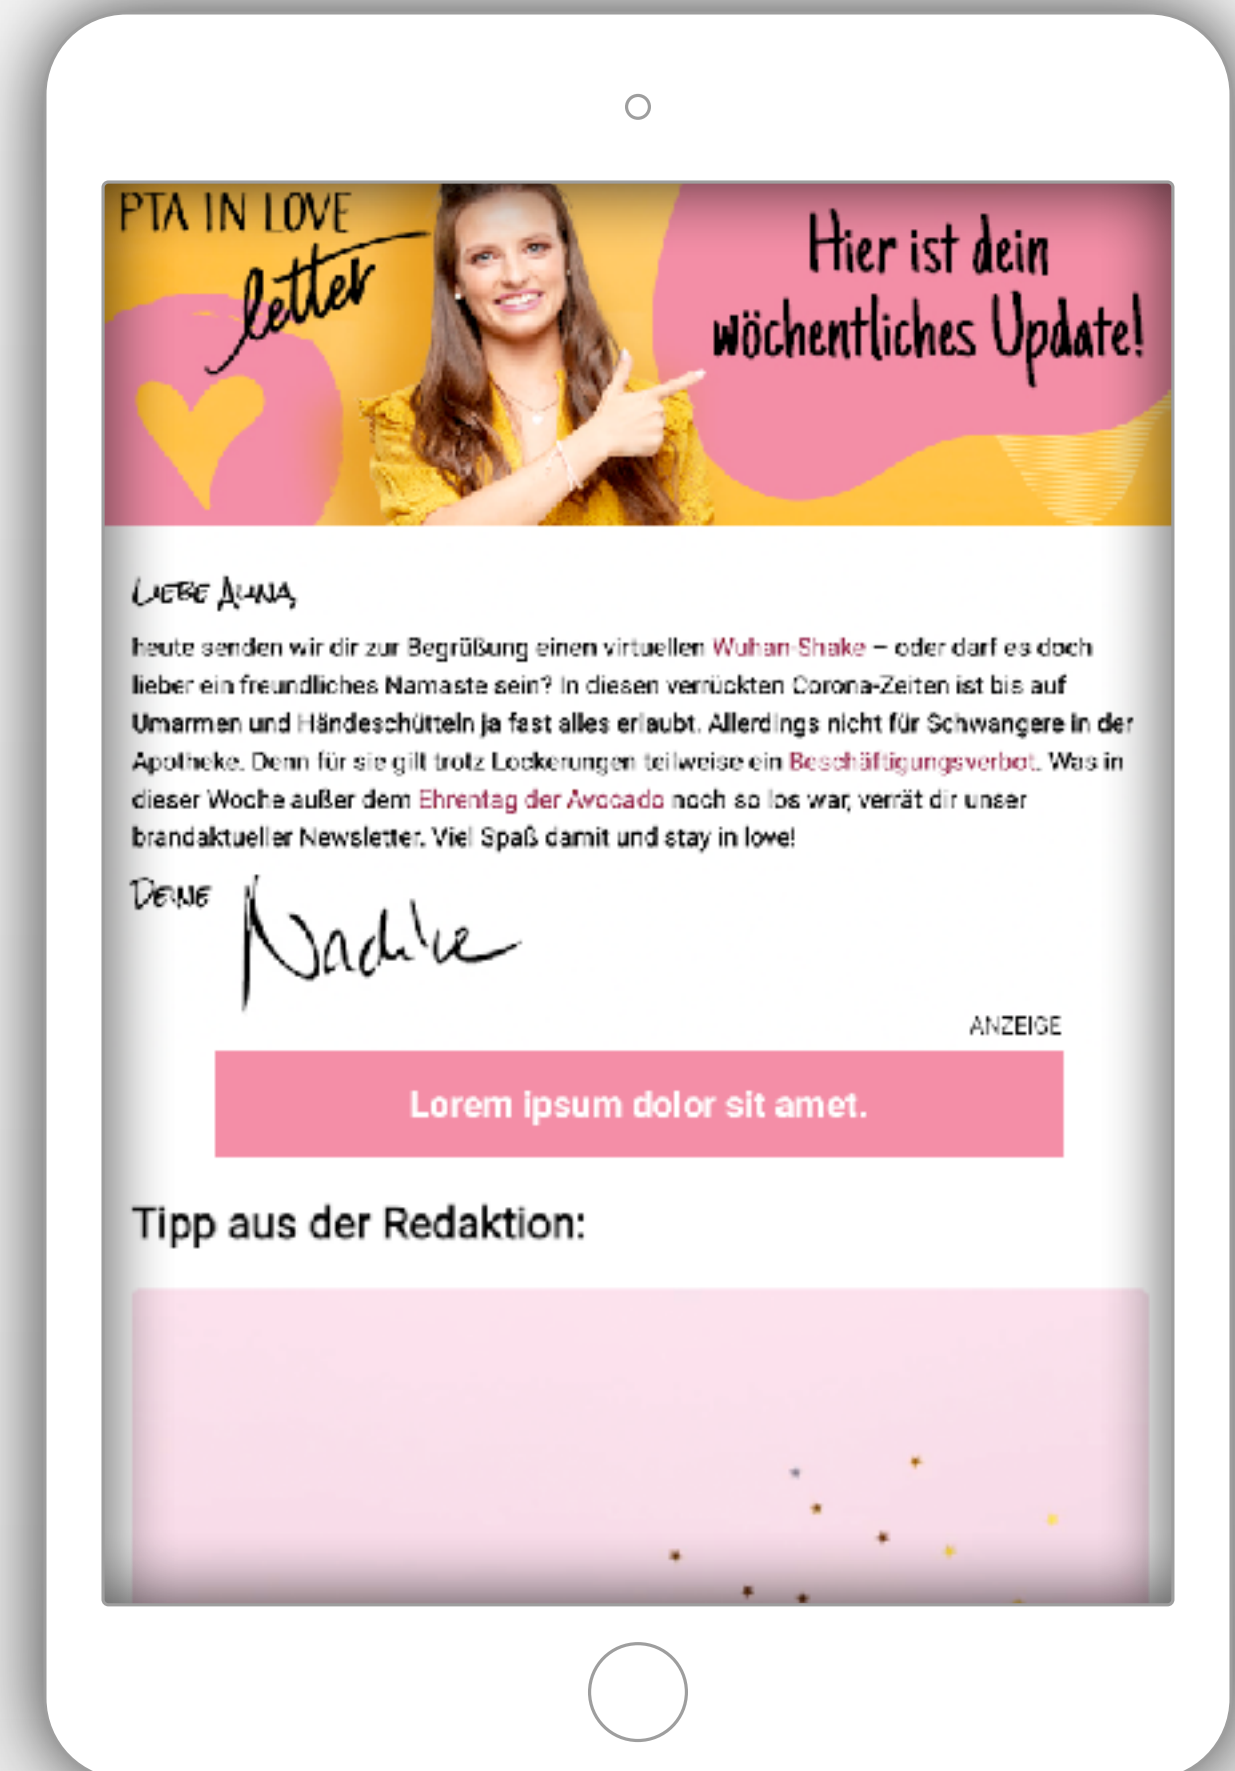 PTA IN LOVE
letter
Hier ist dein
wöchentliches Update!
LIEBE ALINA,
heute senden wir dir zur Begrüßung einen virtuellen Wuhan-Shake – oder darf es doch
lieber ein freundliches Namaste sein? In diesen verrückten Corona-Zeiten ist bis auf
Umarmen und Händeschütteln ja fast alles erlaubt. Allerdings nicht für Schwangere in der
Apotheke. Denn für sie gilt trotz Lockerungen teilweise ein Beschäftigungsverbot. Was in
dieser Woche außer dem Ehrentag der Avocado noch so los war, verrät dir unser
brandaktueller Newsletter. Viel Spaß damit und stay in love!
DEINE
ANZEIGE
Lorem ipsum dolor sit amet.
Tipp aus der Redaktion: